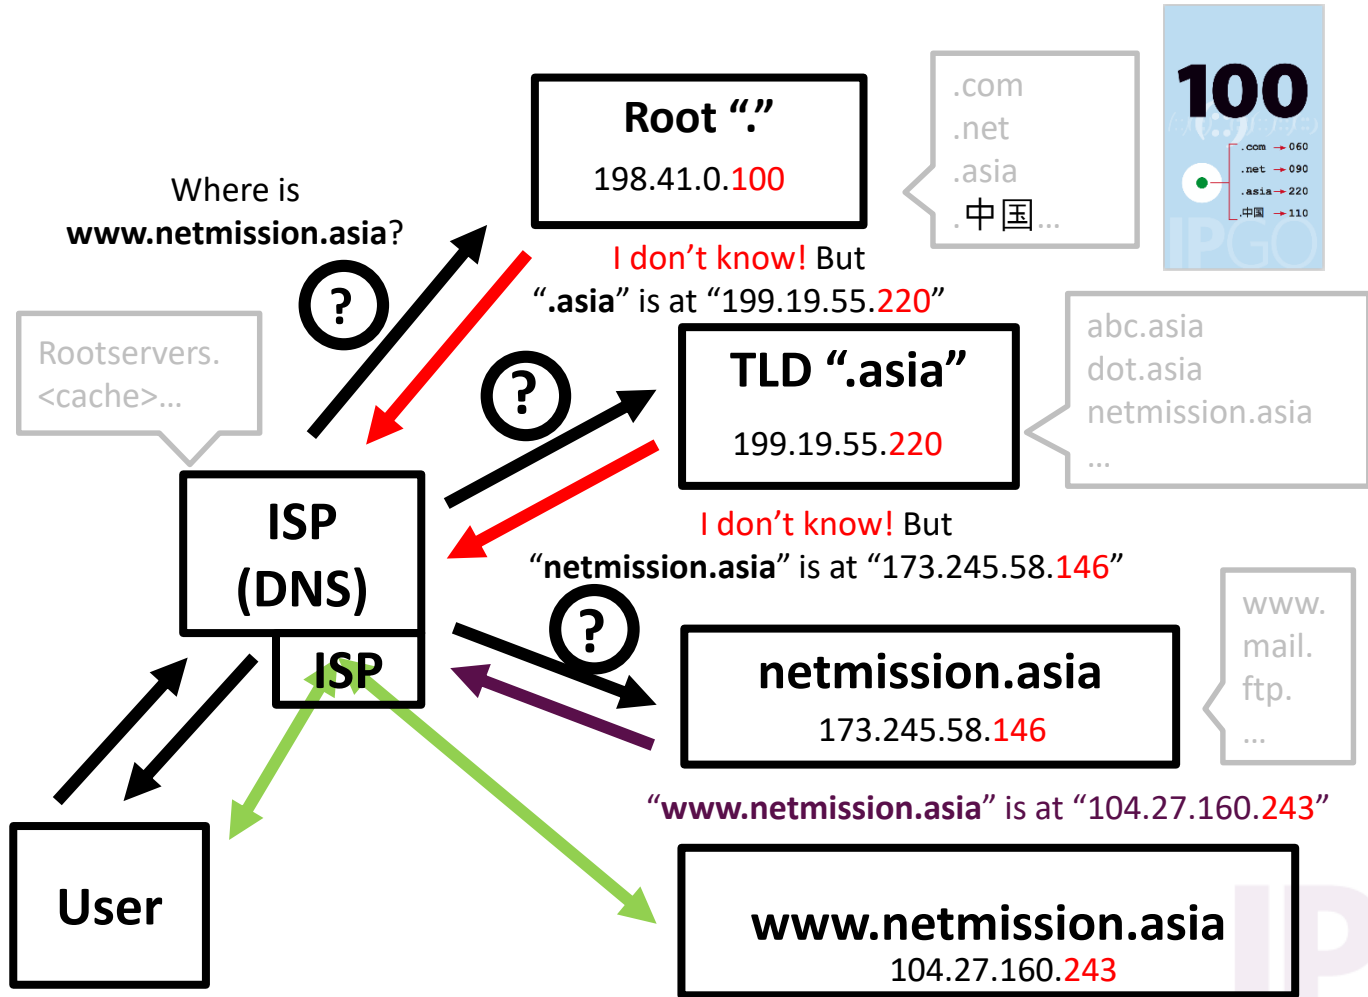 Root “.”
198.41.0.100
.com
.net
.asia
.中国...
100
.com → 060
.net → 090
.asia → 220
.中国 → 110
IPGO
Where is
www.netmission.asia?
?
I don’t know! But
“.asia” is at “199.19.55.220”
Rootservers.
<cache>...
?
TLD “.asia”
199.19.55.220
abc.asia
dot.asia
netmission.asia
...
I don’t know! But
“netmission.asia” is at “173.245.58.146”
ISP
(DNS)
ISP
?
netmission.asia
173.245.58.146
www.
mail.
ftp.
...
“www.netmission.asia” is at “104.27.160.243”
User
www.netmission.asia
104.27.160.243
IP